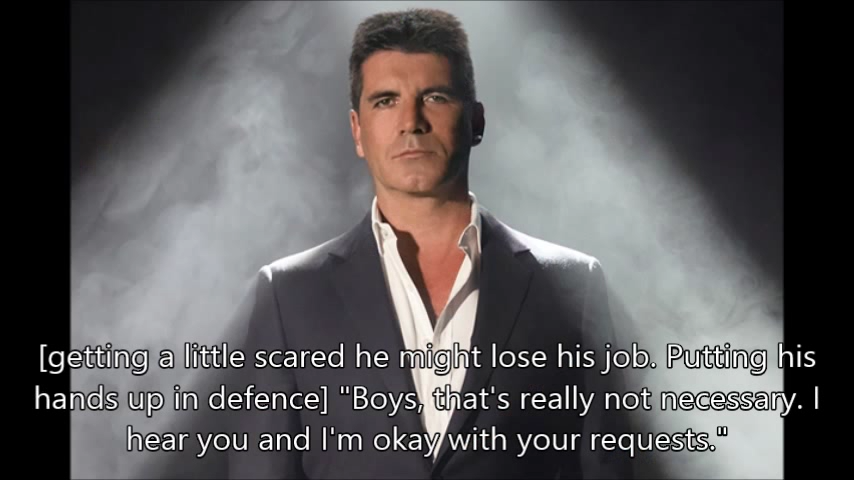 [getting a little scared he might lose his job. Putting his
hands up in defence] "Boys, that's really not necessary. I
hear you and I'm okay with your requests."